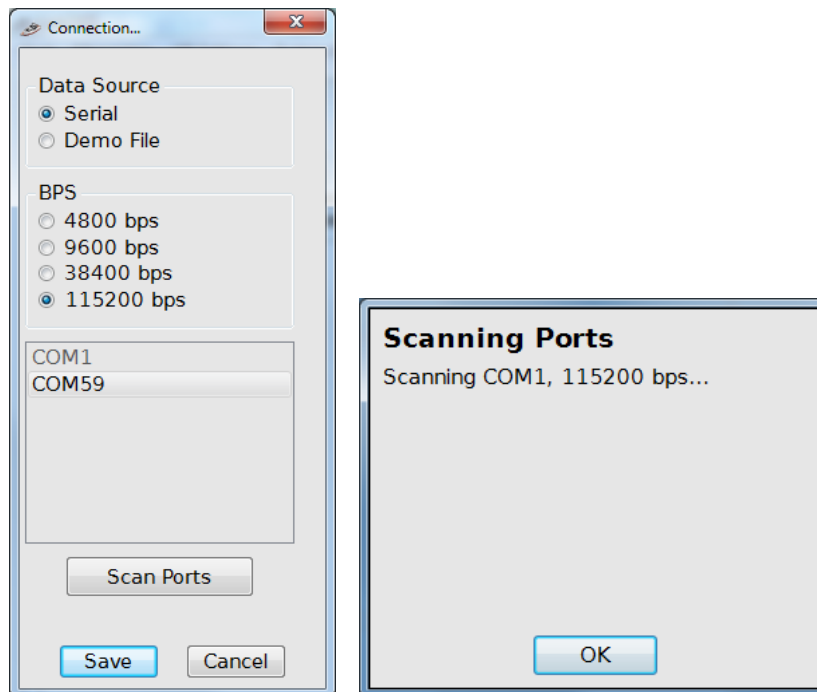 Connection...
Data Source
Serial
Demo File
BPS
4800 bps
9600 bps
38400 bps
115200 bps
COM1
COM59
Scan Ports
Save
Cancel
Scanning Ports
Scanning COM1, 115200 bps...
OK